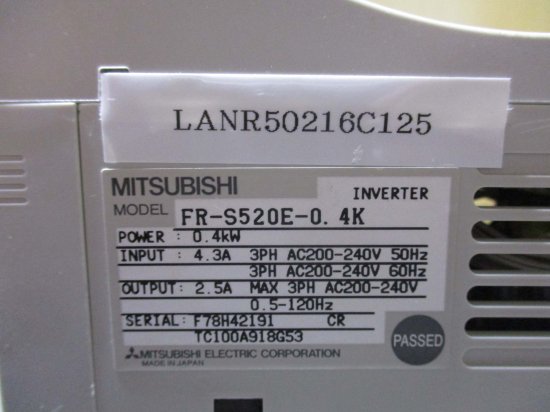 LANR50216C125
MITSUBISHI INVERTER
MODEL FR-S520E-0.4K
POWER : 0.4kW
INPUT : 4.3A 3PH AC200-240V 50Hz
3PH AC200-240V 60Hz
OUTPUT: 2.5A MAX 3PH AC200-240V
0.5-120Hz
SERIAL: F78H42191 CR
TC100A918G53
MITSUBISHI ELECTRIC CORPORATION
MADE IN JAPAN
PASSED